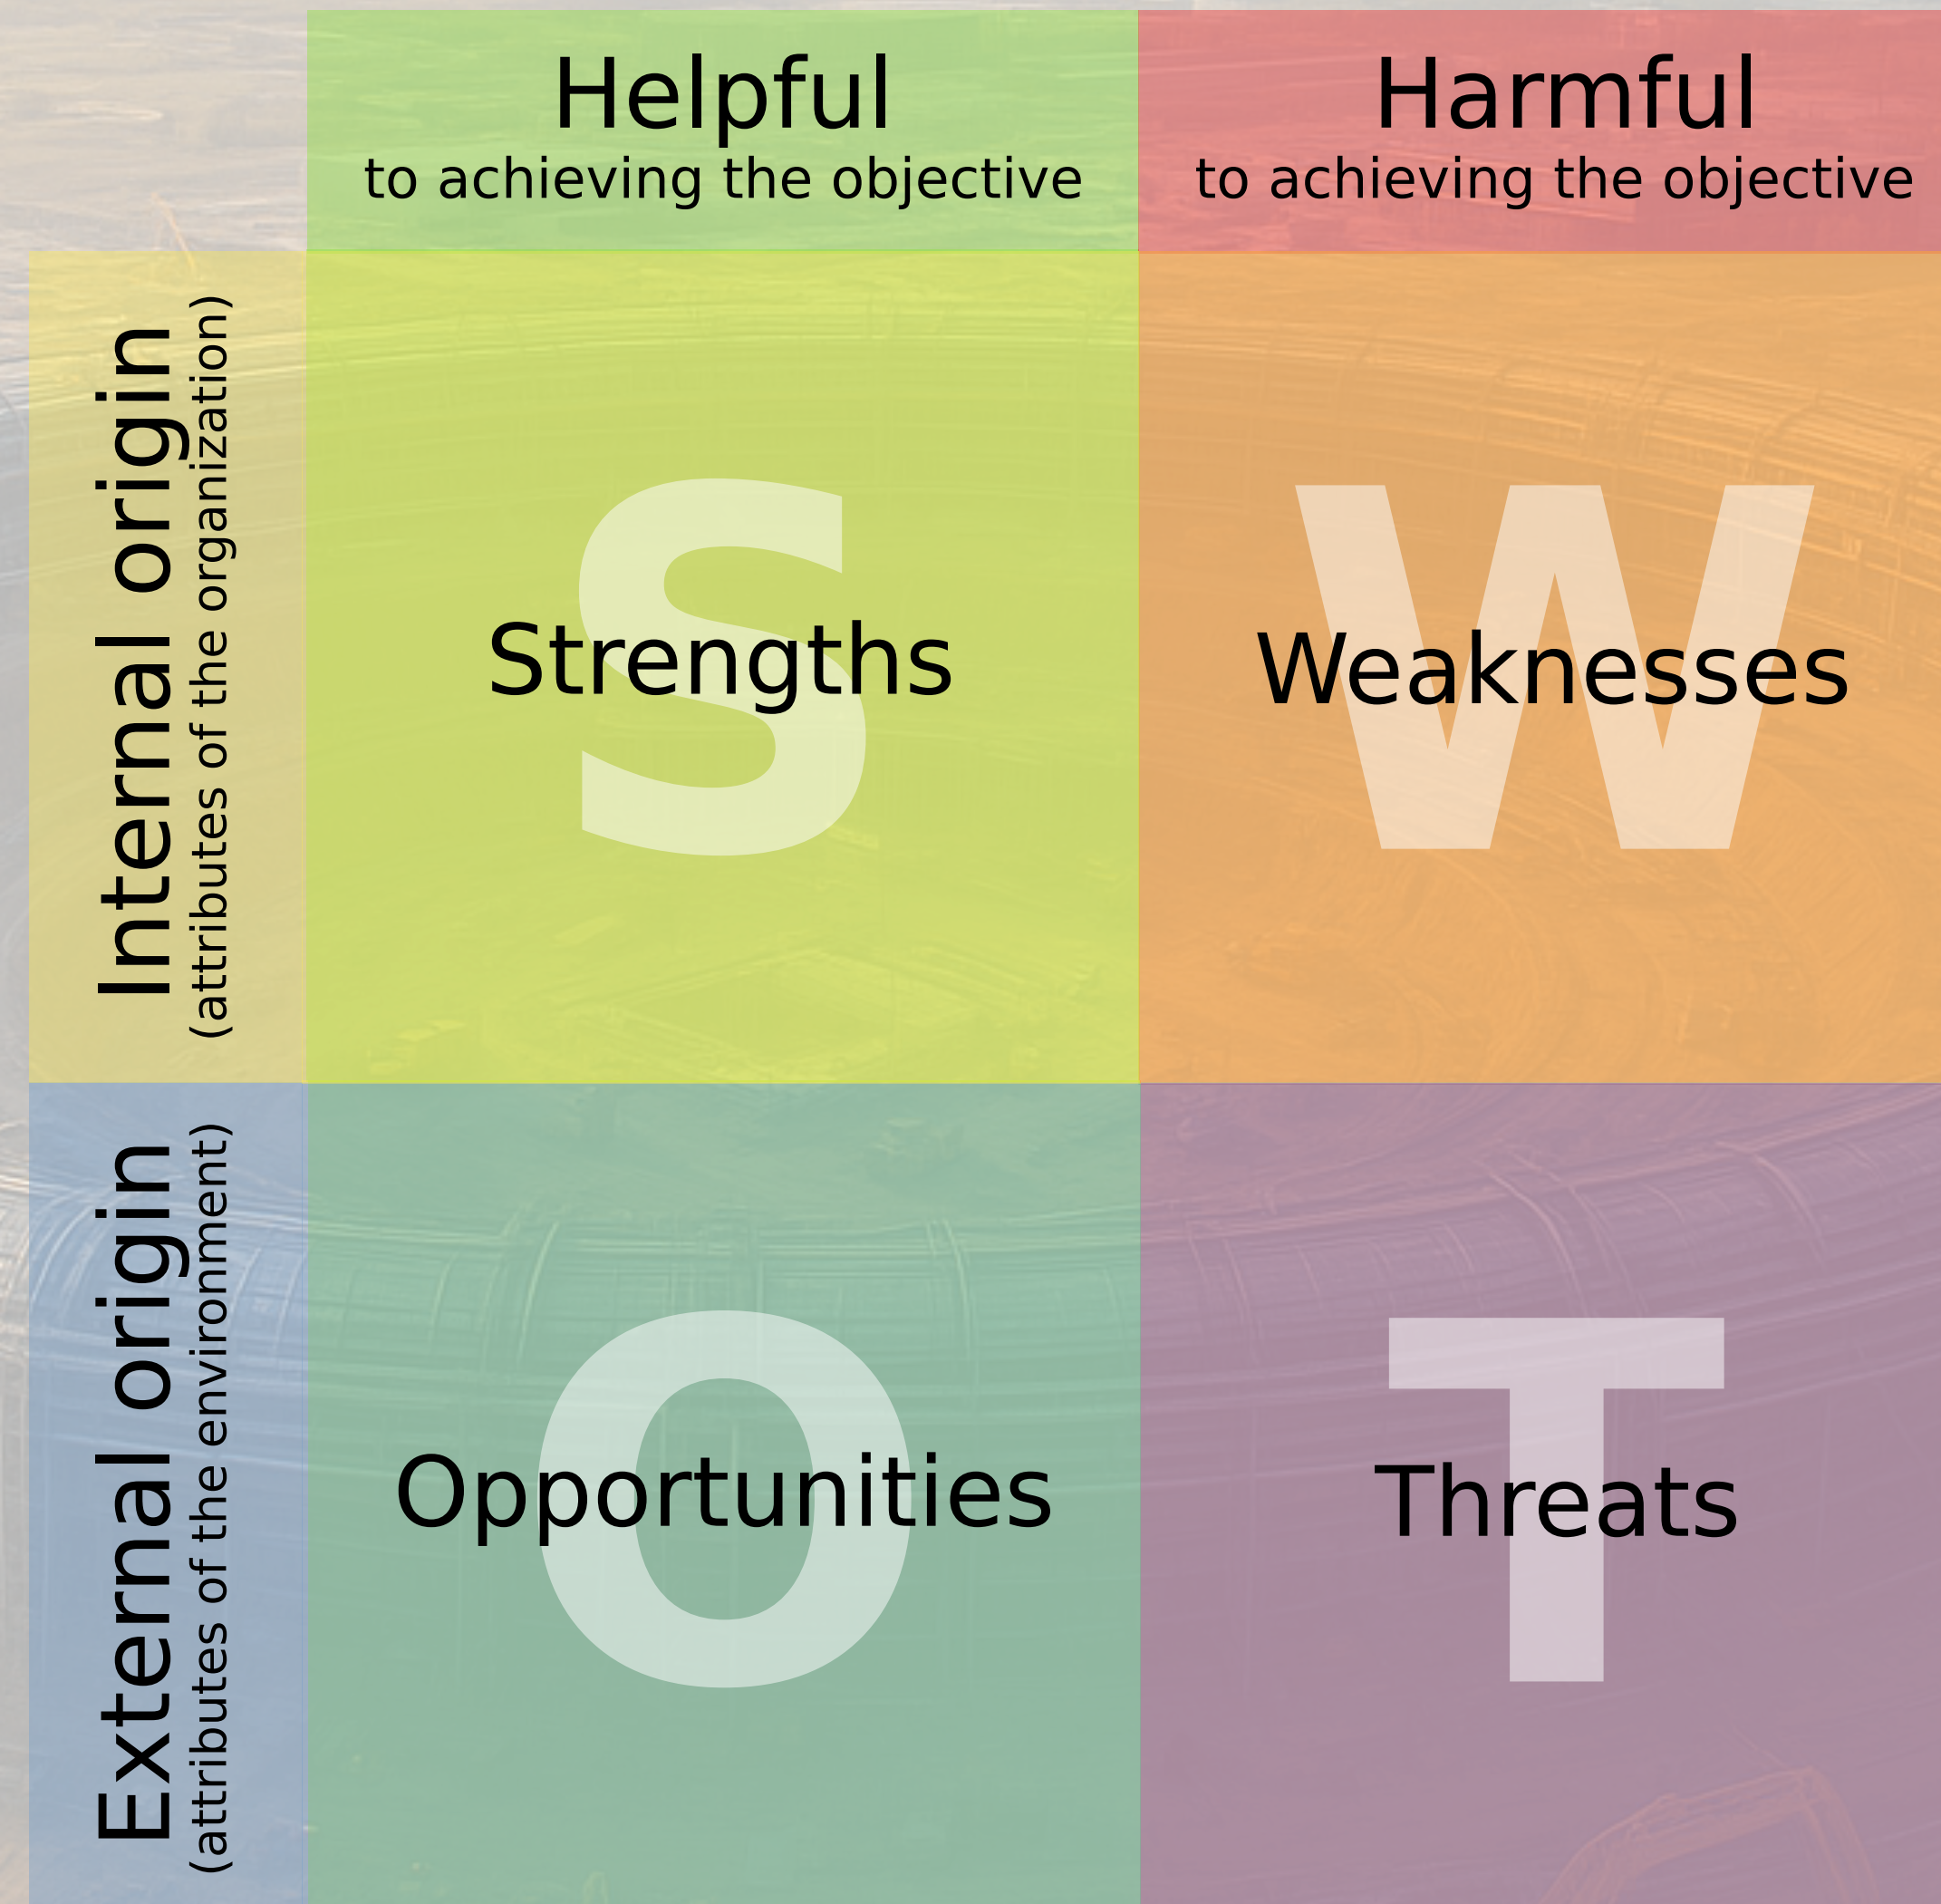 Helpful
to achieving the objective
Harmful
to achieving the objective
Internal origin
(attributes of the organization)
S
Strengths
W
Weaknesses
External origin
(attributes of the environment)
O
Opportunities
T
Threats